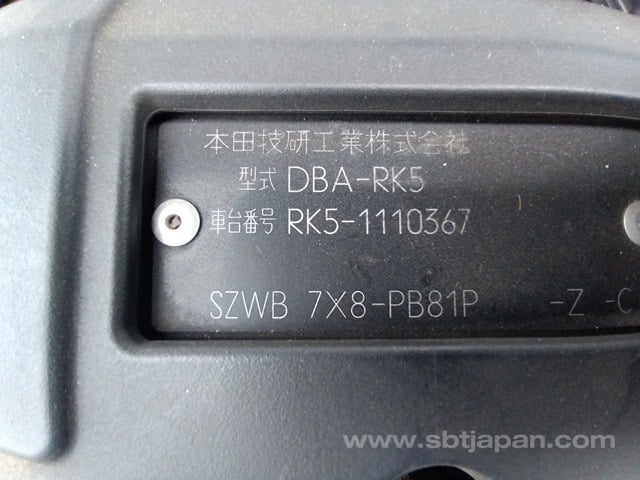 本田技研工業株式会社
型式 DBA-RK5
車台番号 RK5-1110367
SZWB 7X8-PB81P -Z -C
www.sbtjapan.com